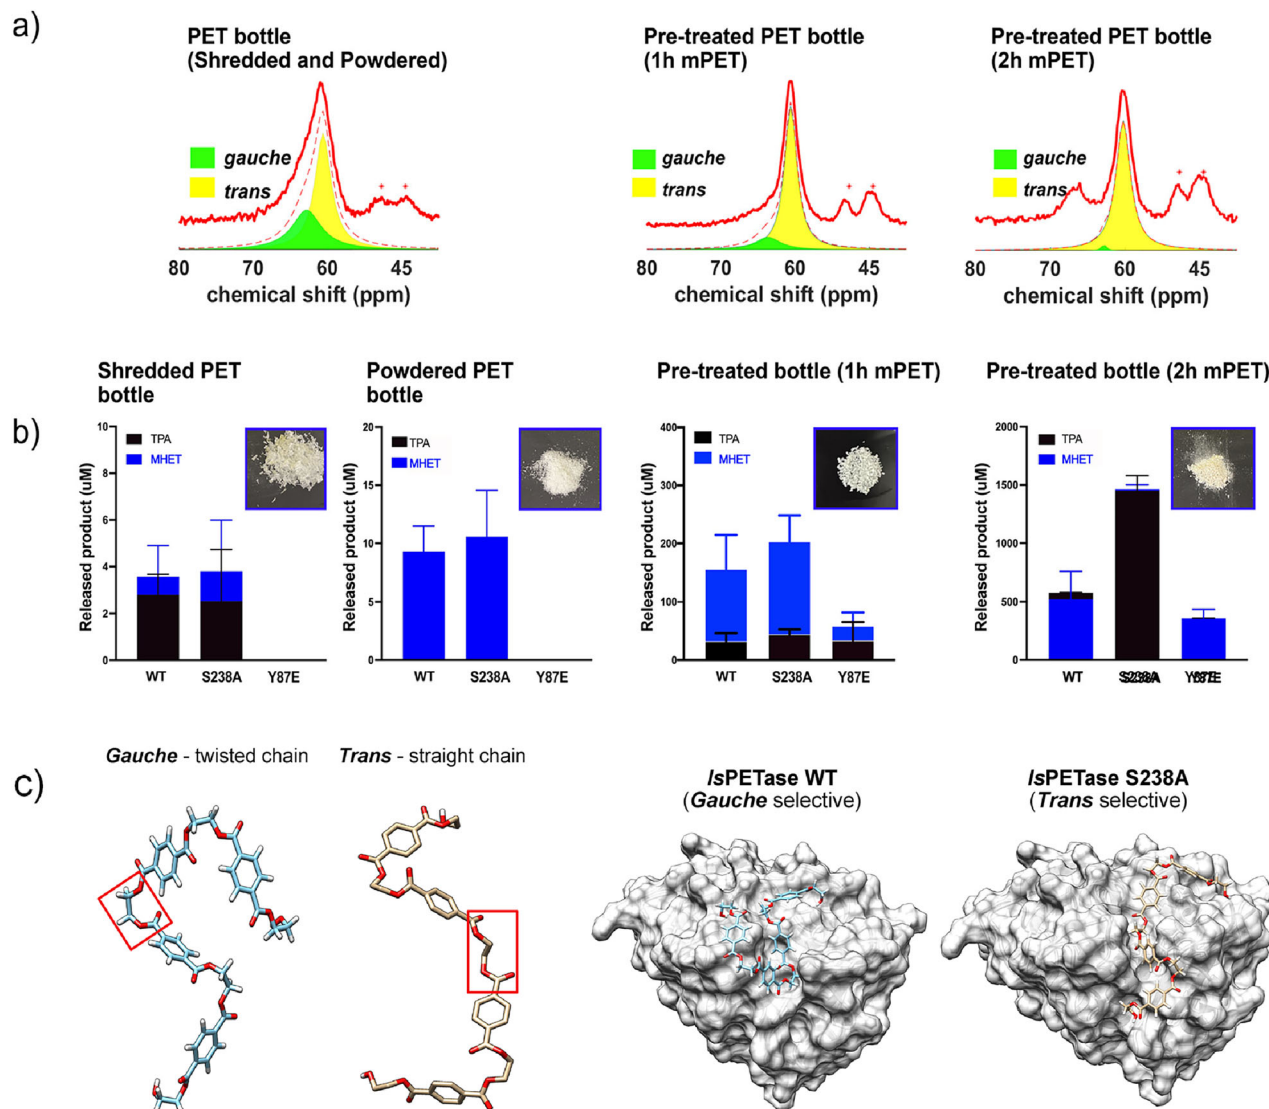 a)
PET bottle
(Shredded and Powdered)
Pre-treated PET bottle
(1h mPET)
Pre-treated PET bottle
(2h mPET)
gauche
trans
gauche
trans
gauche
trans
+ +
+ +
+ +
80 70 60 45
80 70 60 45
80 70 60 45
chemical shift (ppm)
chemical shift (ppm)
chemical shift (ppm)
b)
Shredded PET
bottle
Powdered PET
bottle
Pre-treated bottle (1h mPET)
Pre-treated bottle (2h mPET)
Released product (uM)
10
8
6
4
2
0
TPA
MHET
WT S238A Y87E
Released product (uM)
20
15
10
5
0
TPA
MHET
WT S238A Y87E
Released product (uM)
400
300
200
100
0
TPA
MHET
WT S238A Y87E
Released product (uM)
2000
1500
1000
500
0
TPA
MHET
WT S238A Y87E
c)
Gauche - twisted chain
Trans - straight chain
IsPETase WT
(Gauche selective)
IsPETase S238A
(Trans selective)